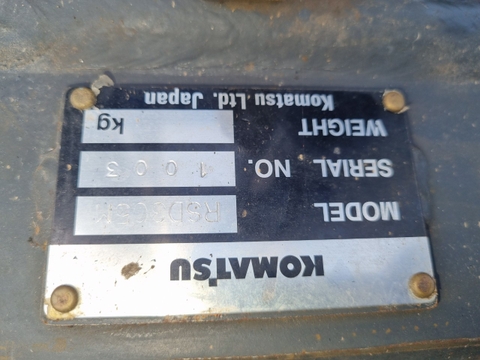 KOMATSU
MODEL
SERIAL NO. 1003
WEIGHT kg
Komatsu Ltd. Japan